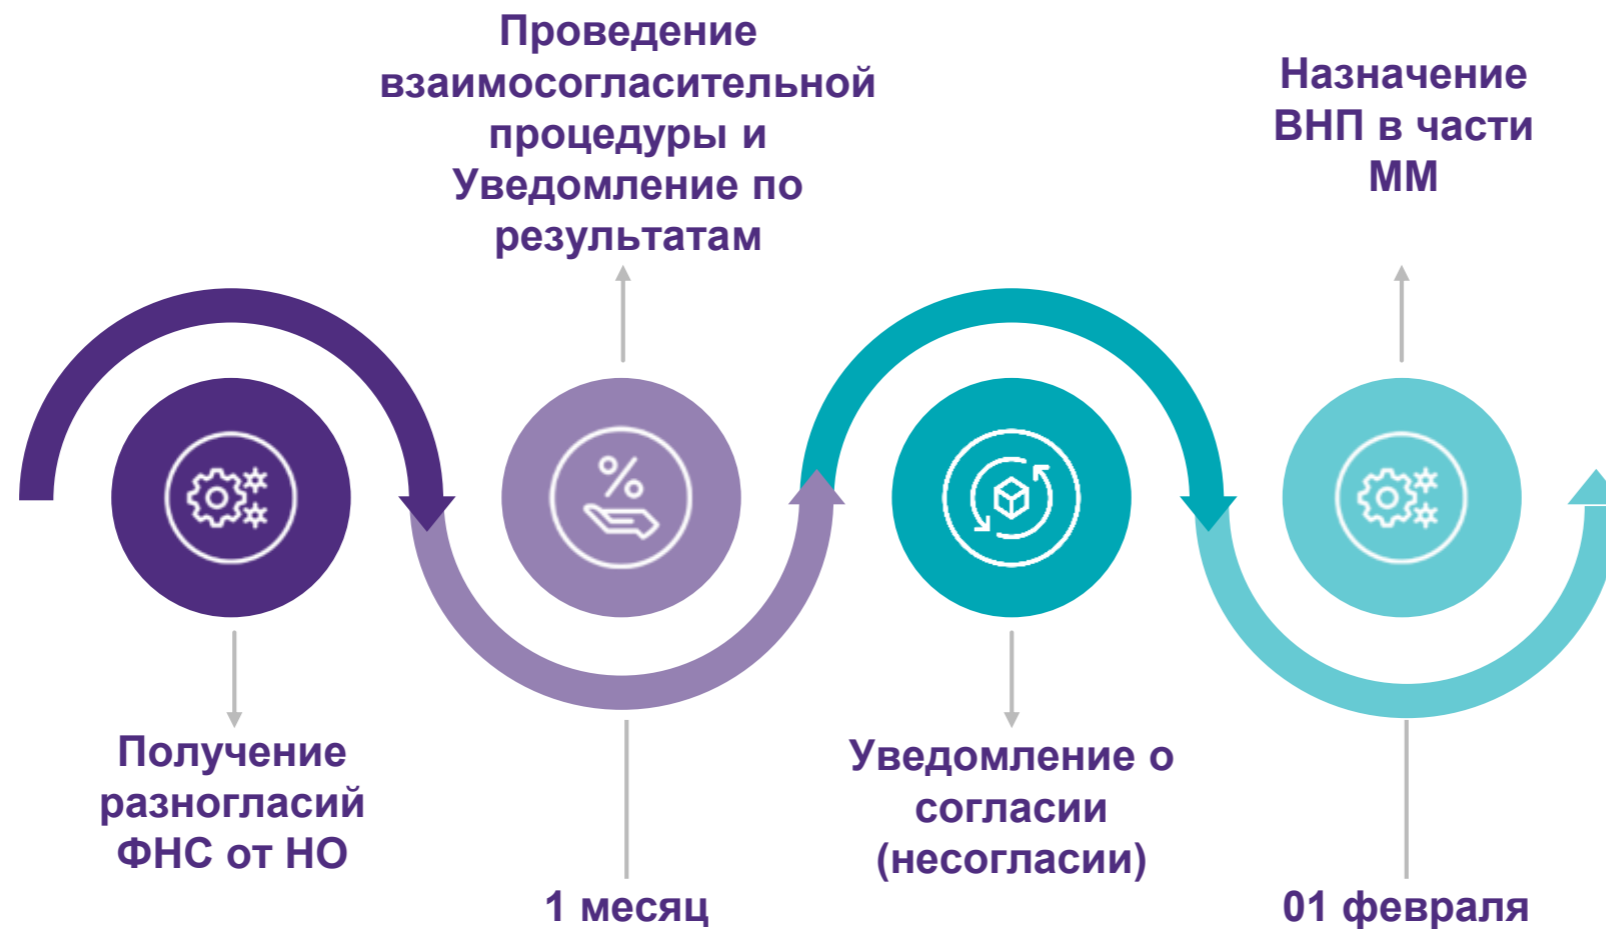 Проведение
взаимосогласительной
процедуры и
Уведомление по
результатам
Назначение
ВНП в части
ММ
%
Получение
разногласий
ФНС от НО
Уведомление о
согласии
(несогласии)
1 месяц
01 февраля